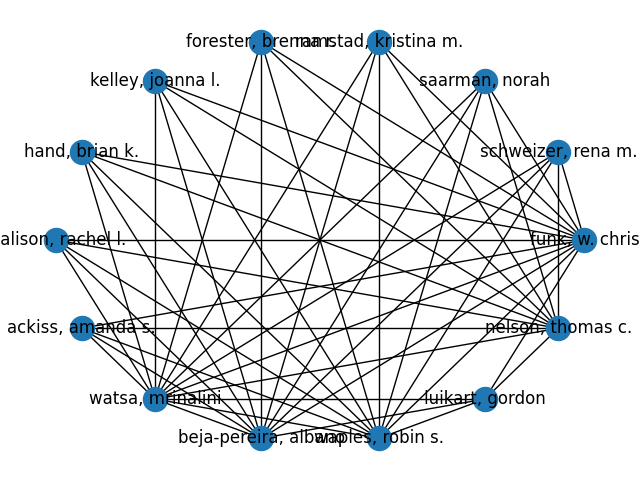 forester, brenna r.
ramstad, kristina m.
kelley, joanna l.
saarman, norah
hand, brian k.
schweizer, rena m.
alison, rachel l.
funk, w. chris
ackiss, amanda s.
nelson, thomas c.
watsa, mrinalini
luikart, gordon
beja-pereira, albano
waples, robin s.